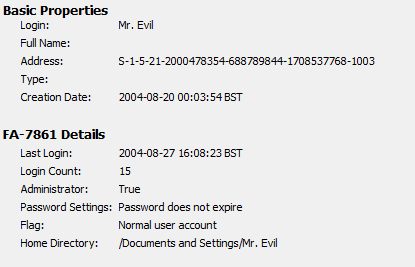 Basic Properties
Login: Mr. Evil
Full Name:
Address: S-1-5-21-2000478354-688789844-1708537768-1003
Type:
Creation Date: 2004-08-20 00:03:54 BST
FA-7861 Details
Last Login: 2004-08-27 16:08:23 BST
Login Count: 15
Administrator: True
Password Settings: Password does not expire
Flag: Normal user account
Home Directory: /Documents and Settings/Mr. Evil